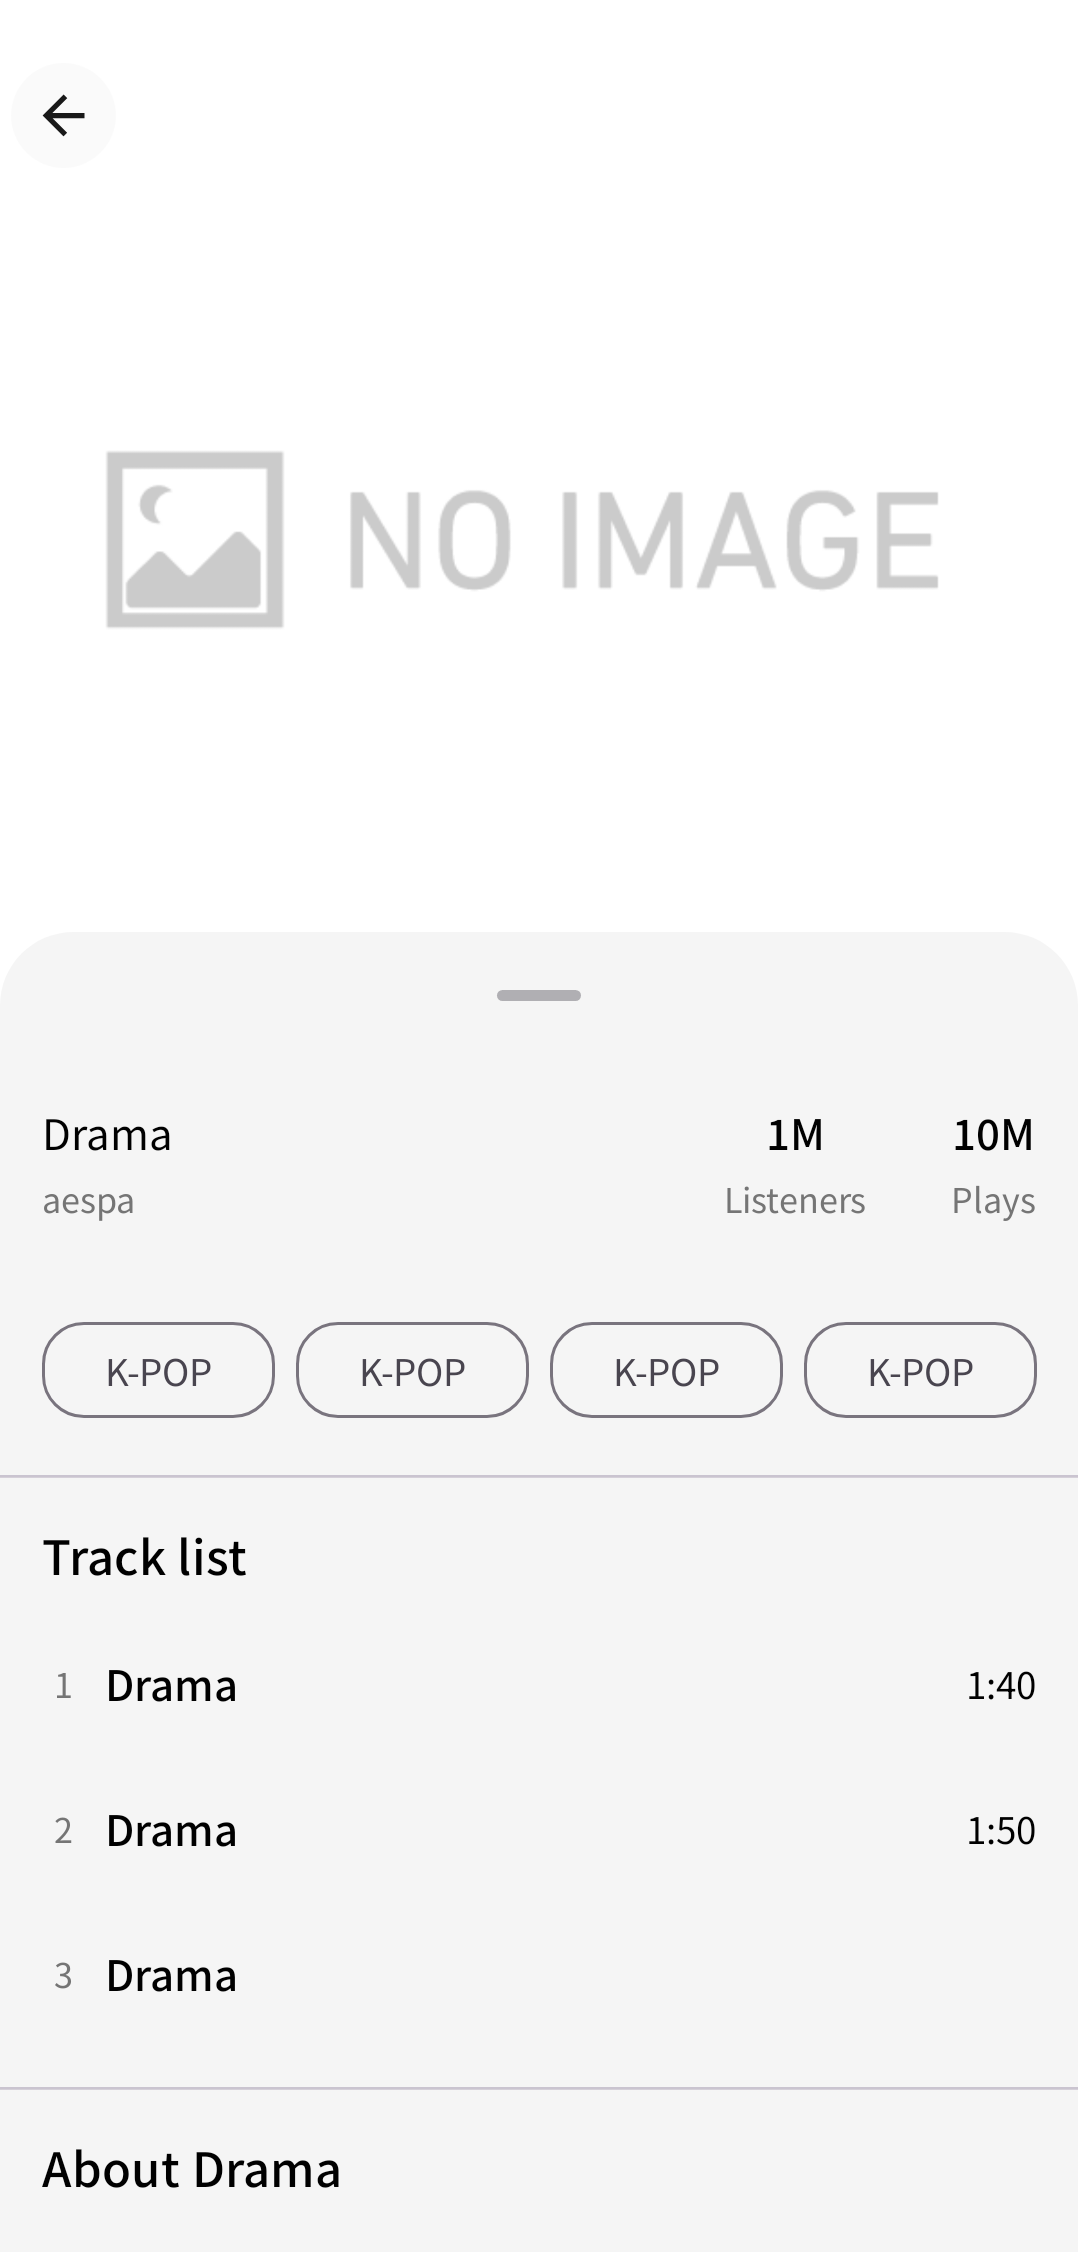 NO IMAGE
Drama
1M
10M
aespa
Listeners
Plays
K-POP K-POP K-POP K-POP
Track list
1 Drama 1:40
2 Drama 1:50
3 Drama
About Drama